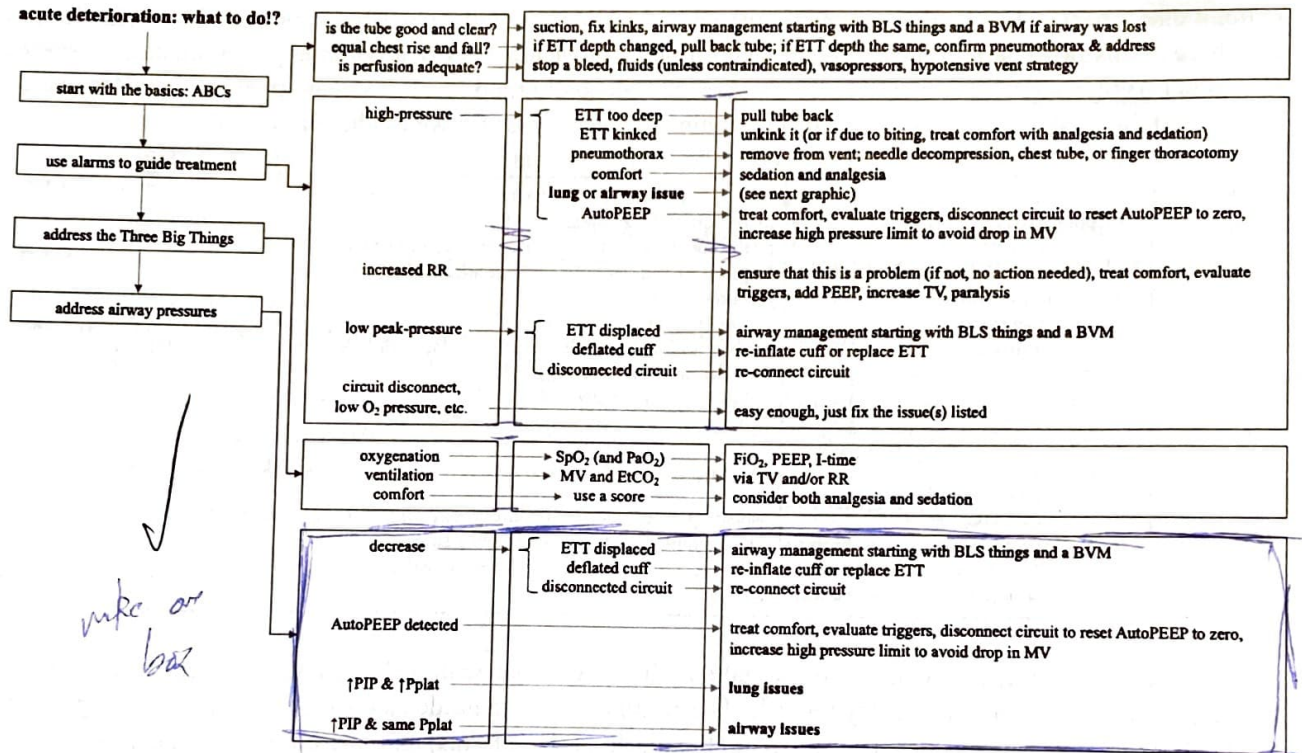 acute deterioration: what to do!?
start with the basics: ABCs
use alarms to guide treatment
address the Three Big Things
address airway pressures
is the tube good and clear? suction, fix kinks, airway management starting with BLS things and a BVM if airway was lost
equal chest rise and fall? if ETT depth changed, pull back tube; if ETT depth the same, confirm pneumothorax & address
is perfusion adequate? stop a bleed, fluids (unless contraindicated), vasopressors, hypotensive vent strategy
high-pressure ETT too deep pull tube back
ETT kinked unkink it (or if due to biting, treat comfort with analgesia and sedation)
pneumothorax remove from vent; needle decompression, chest tube, or finger thoracotomy
comfort sedation and analgesia
lung or airway issue (see next graphic)
AutoPEEP treat comfort, evaluate triggers, disconnect circuit to reset AutoPEEP to zero,
increase high pressure limit to avoid drop in MV
increased RR ensure that this is a problem (if not, no action needed), treat comfort, evaluate
triggers, add PEEP, increase TV, paralysis
low peak-pressure ETT displaced airway management starting with BLS things and a BVM
deflated cuff re-inflate cuff or replace ETT
disconnected circuit re-connect circuit
circuit disconnect,
low O₂ pressure, etc. easy enough, just fix the issue(s) listed
oxygenation SpO₂ (and PaO₂) FiO₂, PEEP, I-time
ventilation MV and EtCO₂ via TV and/or RR
comfort use a score consider both analgesia and sedation
decrease ETT displaced airway management starting with BLS things and a BVM
deflated cuff re-inflate cuff or replace ETT
disconnected circuit re-connect circuit
AutoPEEP detected treat comfort, evaluate triggers, disconnect circuit to reset AutoPEEP to zero,
increase high pressure limit to avoid drop in MV
↑PIP & ↑Pplat lung issues
↑PIP & same Pplat airway issues